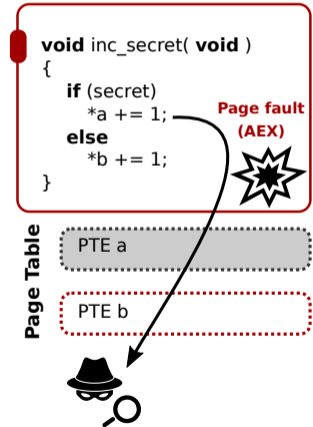 void inc_secret( void )
{
if (secret)
*a += 1;
else
*b += 1;
}
Page fault
(AEX)
Page Table
PTE a
PTE b